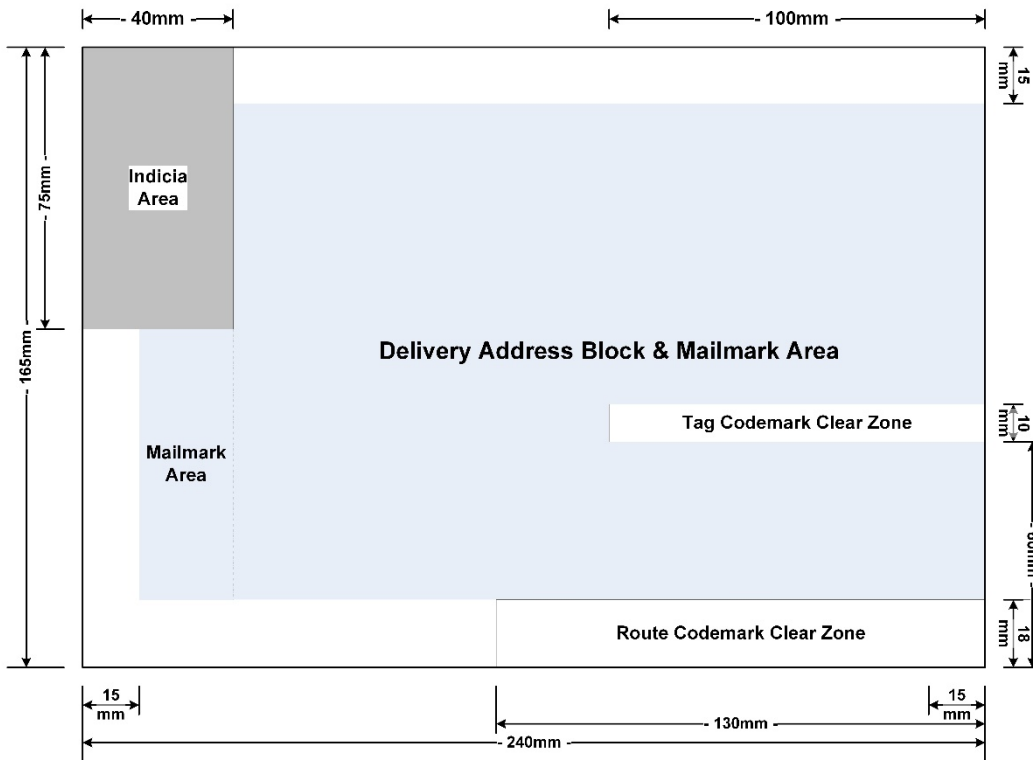 - 40mm -
- 100mm -
15
mm
Indicia
Area
- 75mm -
- 165mm -
Delivery Address Block & Mailmark Area
10
mm
Tag Codemark Clear Zone
Mailmark
Area
Route Codemark Clear Zone
18
mm
15
mm
15
mm
- 130mm -
- 240mm -